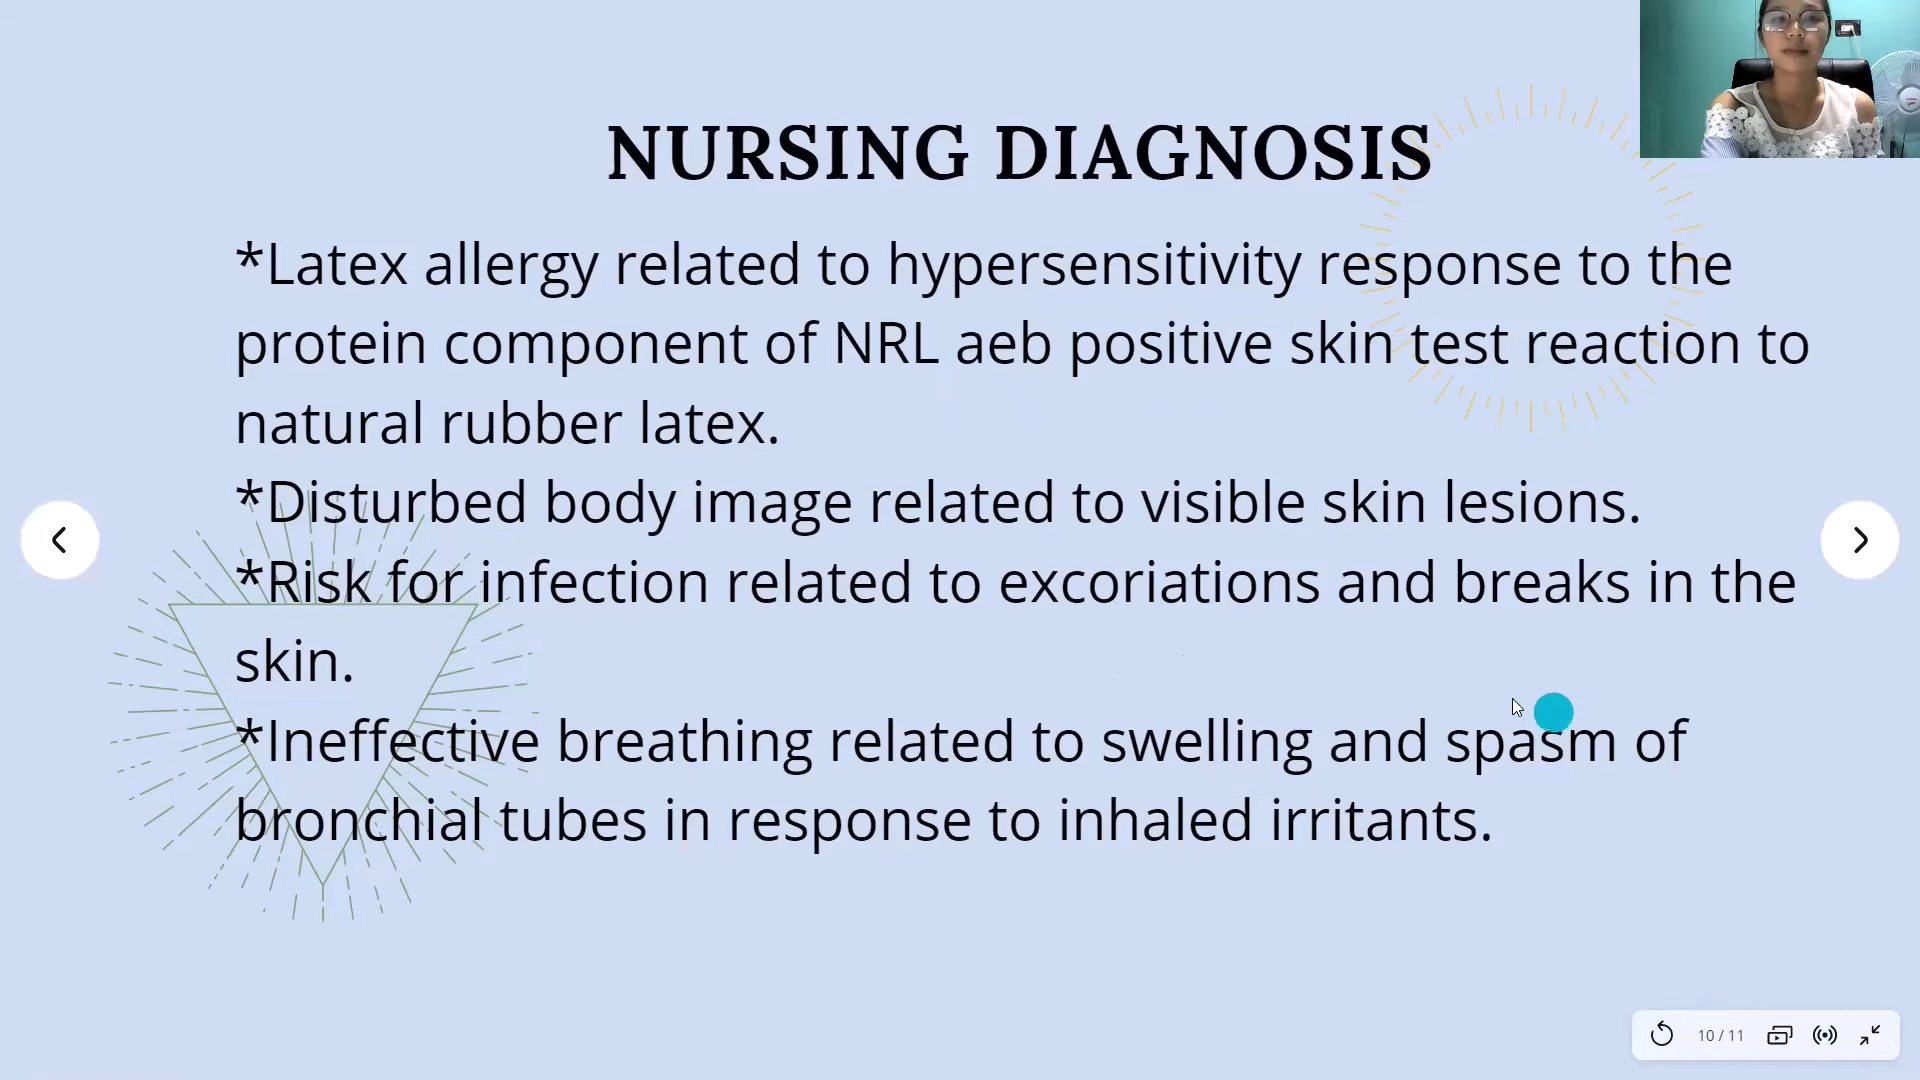 NURSING DIAGNOSIS
*Latex allergy related to hypersensitivity response to the
protein component of NRL aeb positive skin test reaction to
natural rubber latex.
*Disturbed body image related to visible skin lesions.
*Risk for infection related to excoriations and breaks in the
skin.
*Ineffective breathing related to swelling and spasm of
bronchial tubes in response to inhaled irritants.
10 / 11